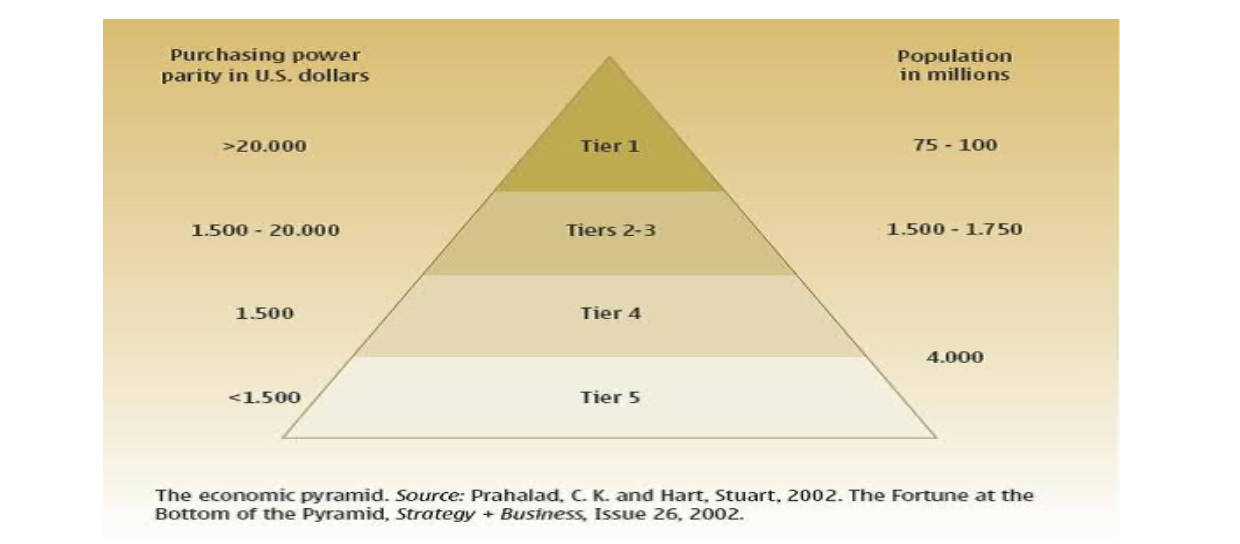 Purchasing power
parity in U.S. dollars
Population
in millions
>20.000
Tier 1
75 - 100
1.500 - 20.000
Tiers 2-3
1.500 - 1.750
1.500
Tier 4
4.000
<1.500
Tier 5
The economic pyramid. Source: Prahalad, C. K. and Hart, Stuart, 2002. The Fortune at the
Bottom of the Pyramid, Strategy + Business, Issue 26, 2002.